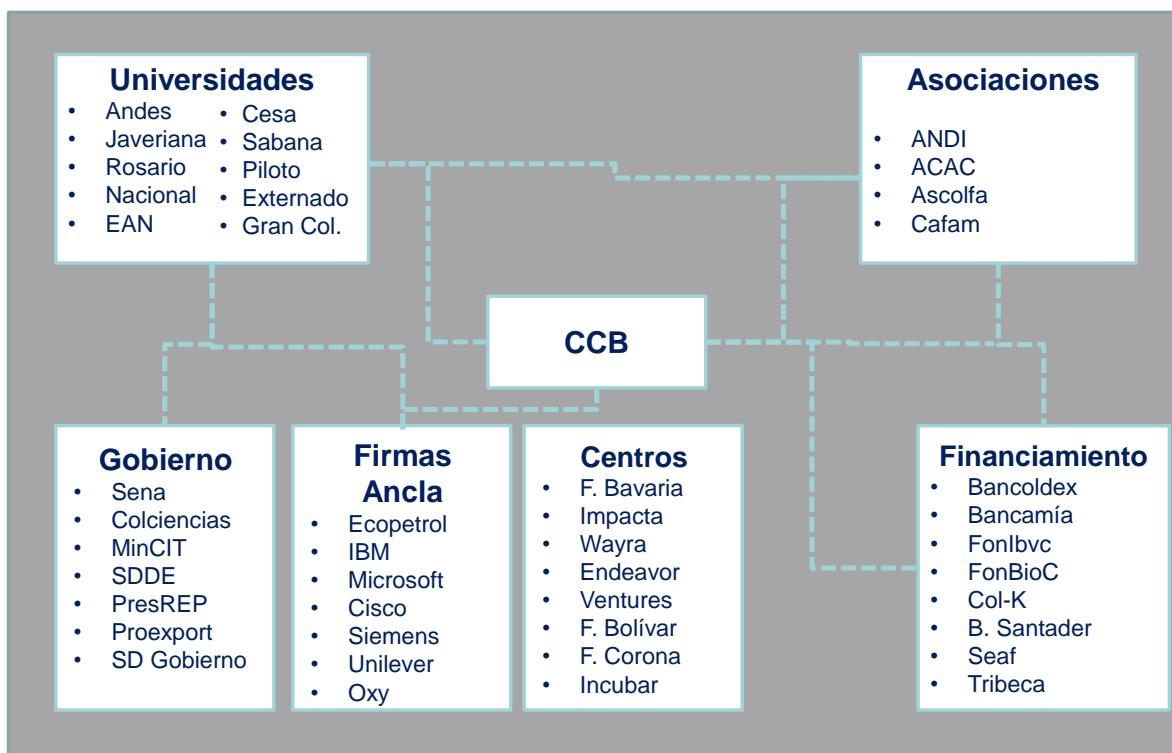 Universidades
• Andes
• Javeriana
• Rosario
• Nacional
• EAN
• Cesa
• Sabana
• Piloto
• Externado
• Gran Col.
Asociaciones
• ANDI
• ACAC
• Ascolfa
• Cafam
CCB
Gobierno
• Sena
• Colciencias
• MinCIT
• SDDE
• PresREP
• Proexport
• SD Gobierno
Firmas
Ancla
• Ecopetrol
• IBM
• Microsoft
• Cisco
• Siemens
• Unilever
• Oxy
Centros
• F. Bavaria
• Impacta
• Wayra
• Endeavor
• Ventures
• F. Bolívar
• F. Corona
• Incubar
Financiamiento
• Bancoldex
• Bancamía
• FonIbvc
• FonBioC
• Col-K
• B. Santader
• Seaf
• Tribeca